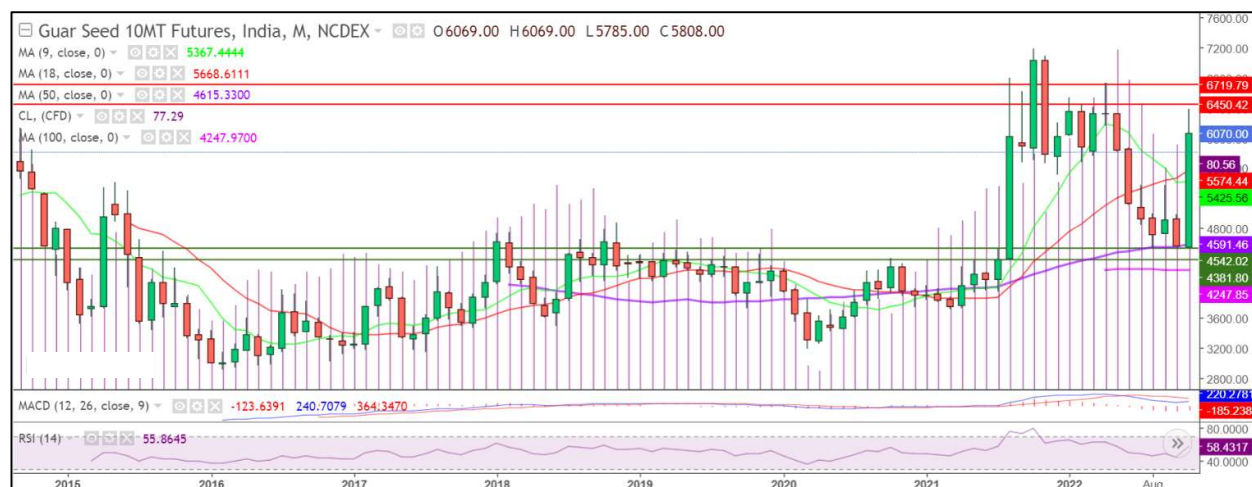 Guar Seed 10MT Futures, India, M, NCDEX O6069.00 H6069.00 L5785.00 C5808.00
MA (9, close, 0) 5367.4444
MA (18, close, 0) 5668.6111
MA (50, close, 0) 4615.3300
CL, (CFD) 77.29
MA (100, close, 0) 4247.9700
7600.00
7200.00
6719.79
6450.42
6070.00
80.56
5574.44
5425.56
4800.00
4591.46
4542.02
4381.80
4247.85
3600.00
3200.00
2800.00
MACD (12, 26, close, 9) -123.6391 240.7079 364.3470
220.2781
-185.238
RSI (14) 55.8645
80.0000
58.4317
40.0000
2015 2016 2017 2018 2019 2020 2021 2022 Aug